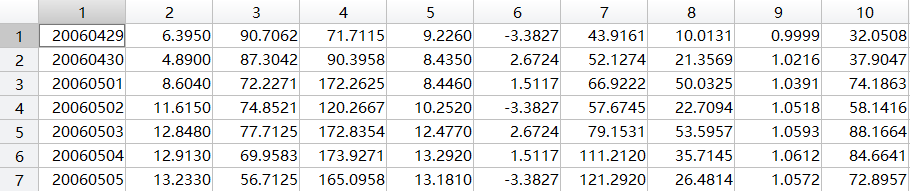 1 2 3 4 5 6 7 8 9 10
1 20060429 6.3950 90.7062 71.7115 9.2260 -3.3827 43.9161 10.0131 0.9999 32.0508
2 20060430 4.8900 87.3042 90.3958 8.4350 2.6724 52.1274 21.3569 1.0216 37.9047
3 20060501 8.6040 72.2271 172.2625 8.4460 1.5117 66.9222 50.0325 1.0391 74.1863
4 20060502 11.6150 74.8521 120.2667 10.2520 -3.3827 57.6745 22.7094 1.0518 58.1416
5 20060503 12.8480 77.7125 172.8354 12.4770 2.6724 79.1531 53.5957 1.0593 88.1664
6 20060504 12.9130 69.9583 173.9271 13.2920 1.5117 111.2120 35.7145 1.0612 84.6641
7 20060505 13.2330 56.7125 165.0958 13.1810 -3.3827 121.2920 26.4814 1.0572 72.8957